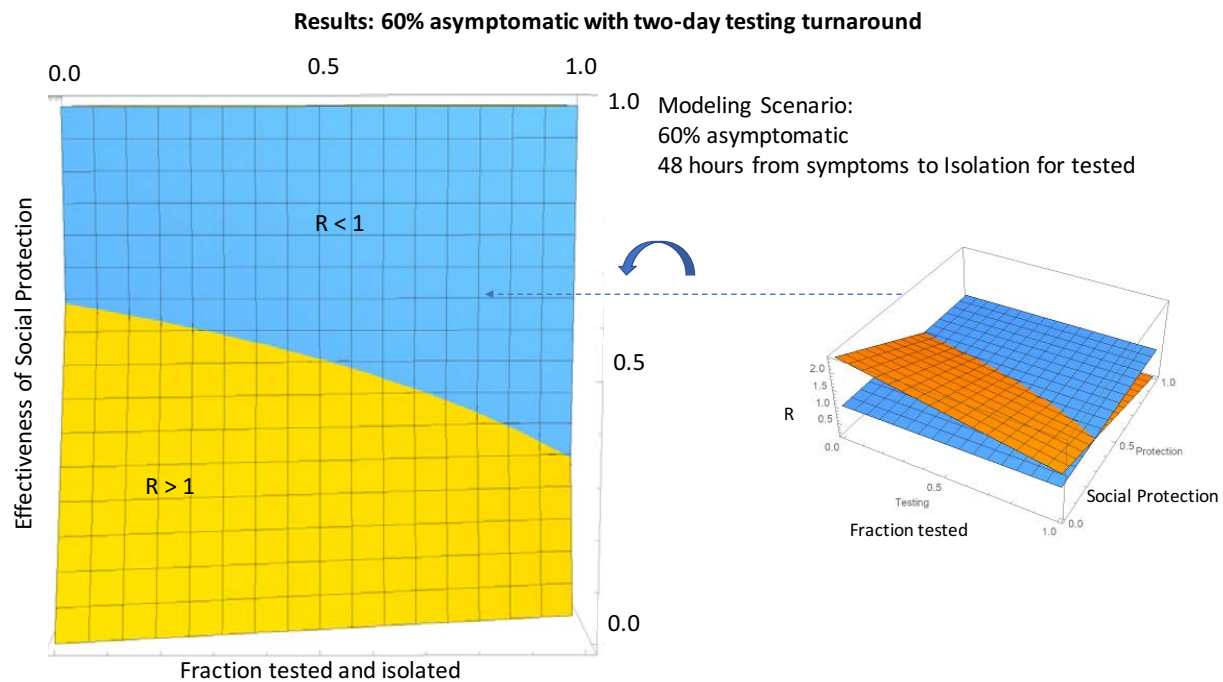 Results: 60% asymptomatic with two-day testing turnaround
0.0
0.5
1.0
1.0
Modeling Scenario:
60% asymptomatic
48 hours from symptoms to Isolation for tested
Effectiveness of Social Protection
R < 1
0.5
R > 1
0.0
Fraction tested and isolated
2.0
1.5
1.0
0.5
R
0.0
0.5
1.0
Testing
Fraction tested
0.0
0.5
1.0
Protection
Social Protection